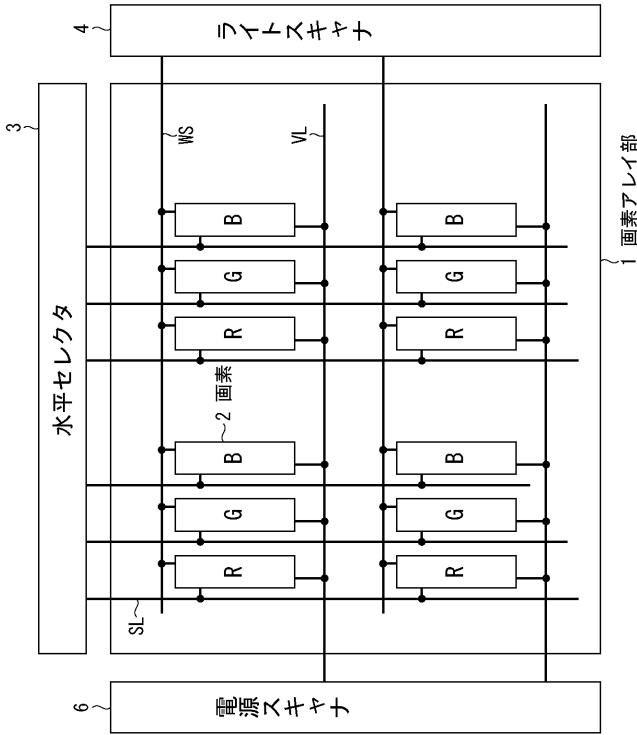 3
水平セレクタ
6
4
SL
WS
2 画素
R G B R G B
電源スキャナ
ライトスキャナ
VL
R G B R G B
1 画素アレイ部